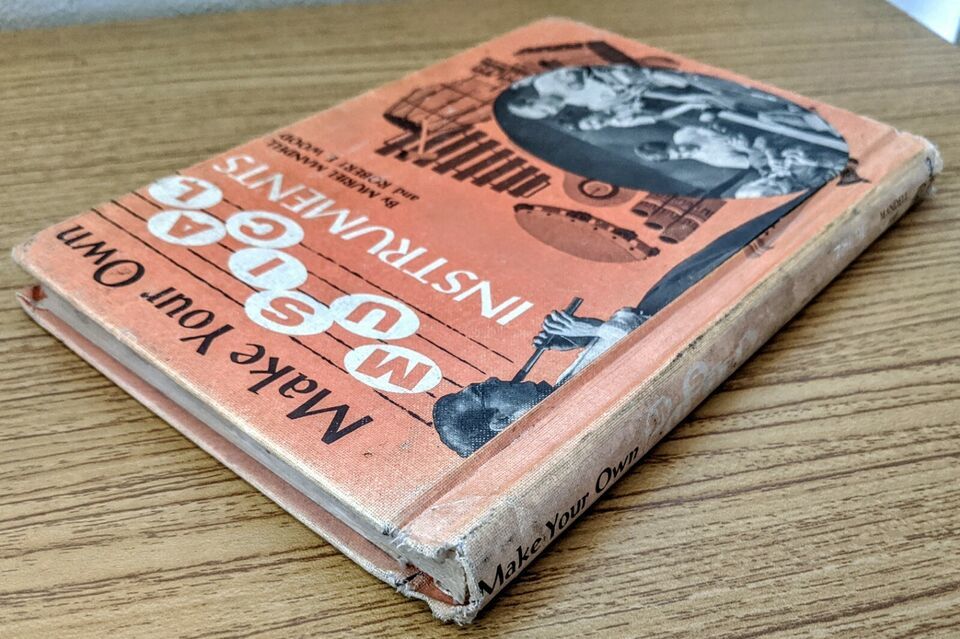 Make Your Own
MUSICAL
INSTRUMENTS
By MURIEL MANDELL
and ROBERT E. WOOD
Make Your Own
MANDELL